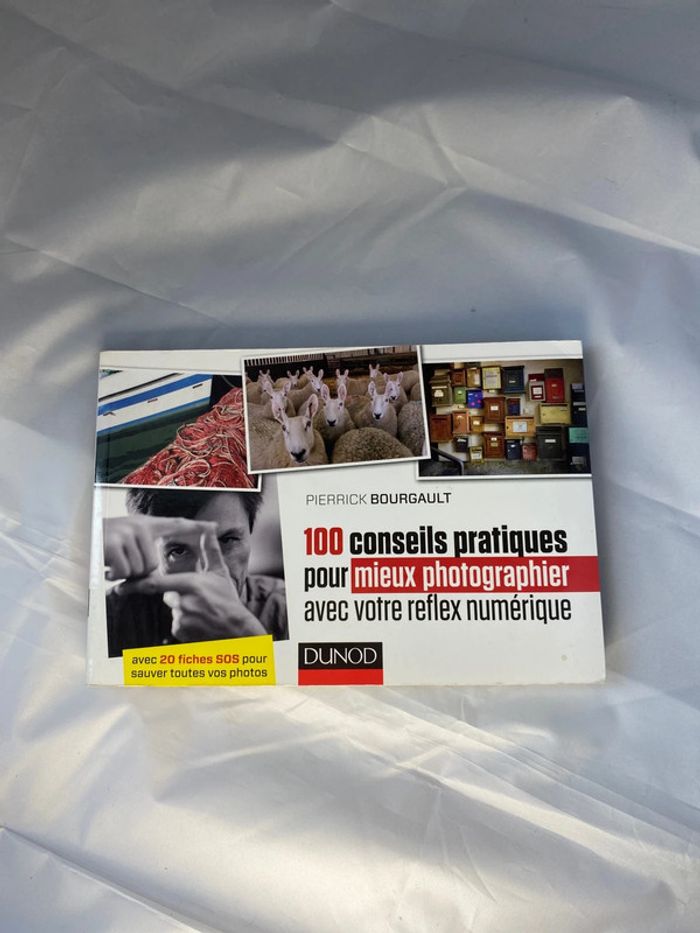 PIERRICK BOURGAULT
100 conseils pratiques
pour mieux photographier
avec votre reflex numérique
avec 20 fiches SOS pour
sauver toutes vos photos
DUNOD